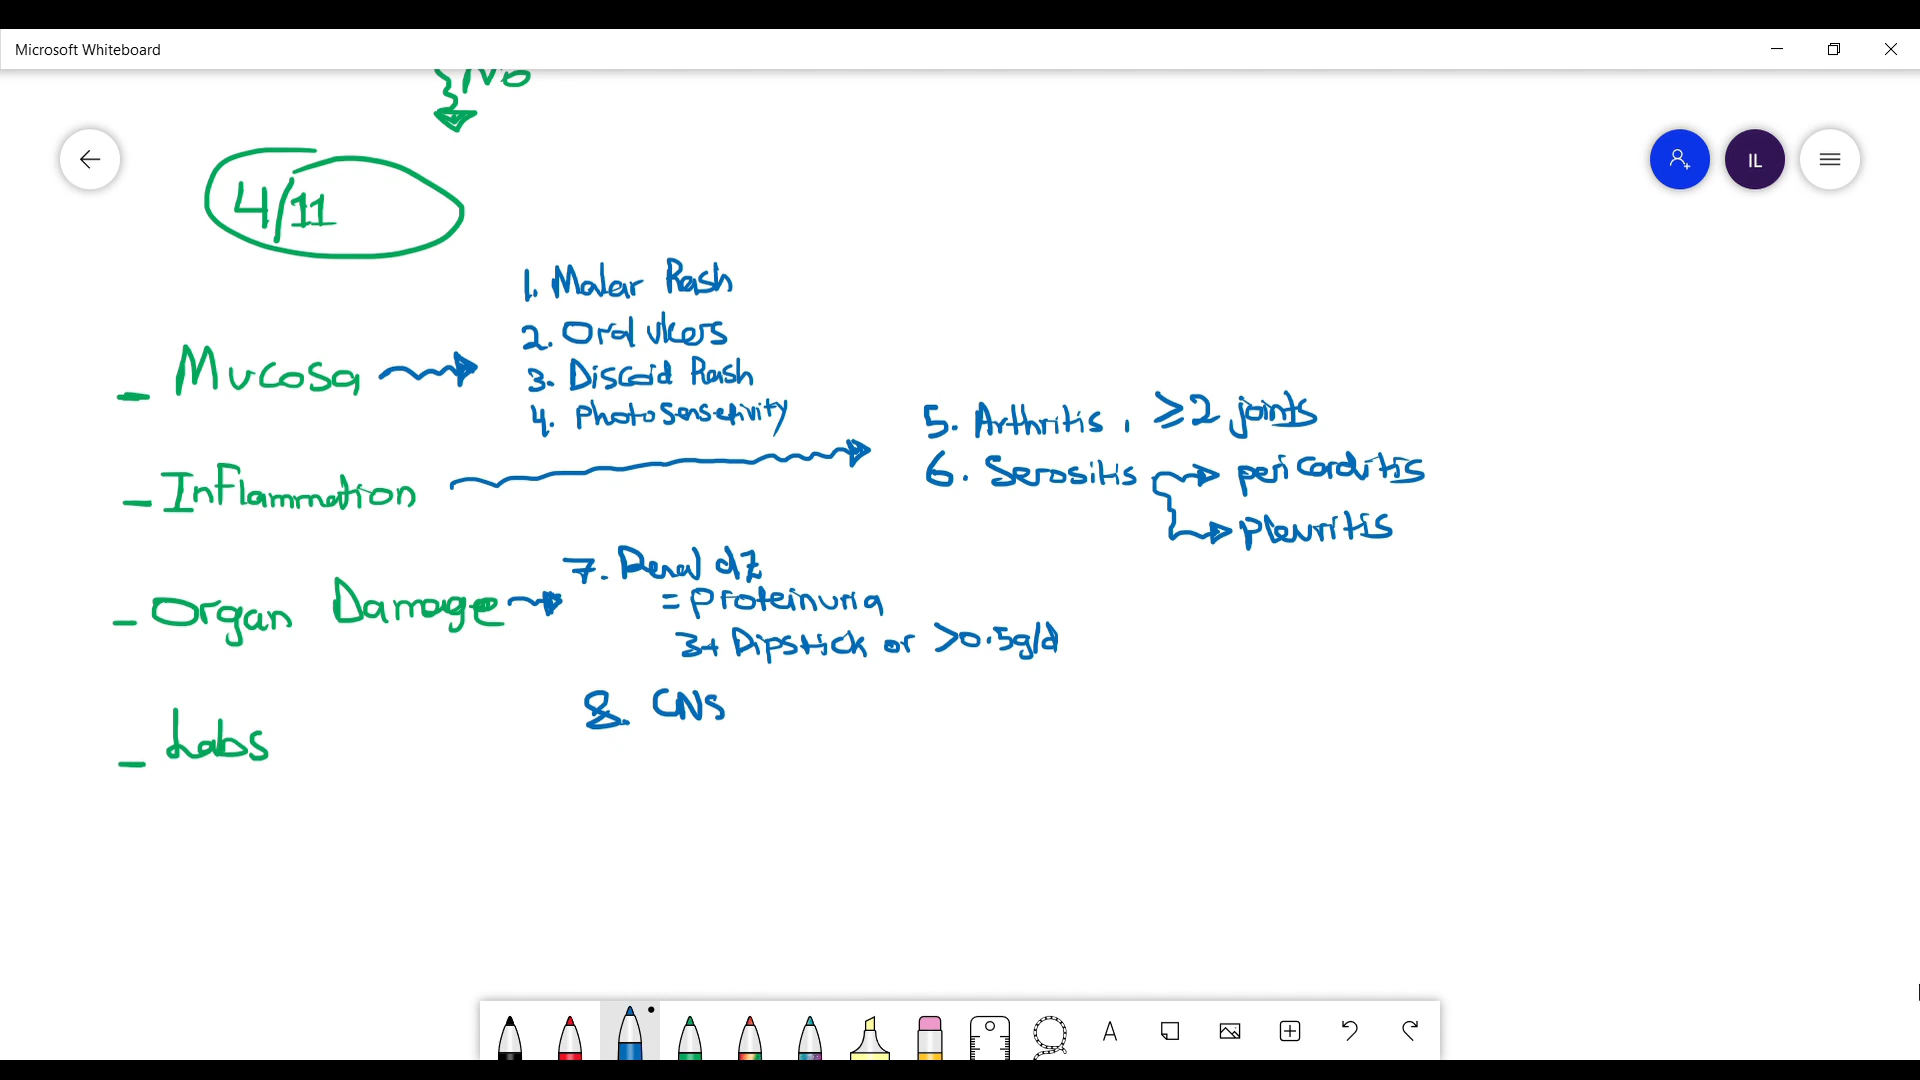 Microsoft Whiteboard
IL
4/11
- Mucosa
1. Malar Rash
2. Oral ulcers
3. Discoid Rash
4. Photosensetivity
- Inflammation
5. Arthritis, ≥2 joints
6. Serositis
pericarditis
pleuritis
- Organ Damage
7. Renal dz
= proteinuria
3+ Dipstick or >0.5g/d
8. CNS
- Labs
A